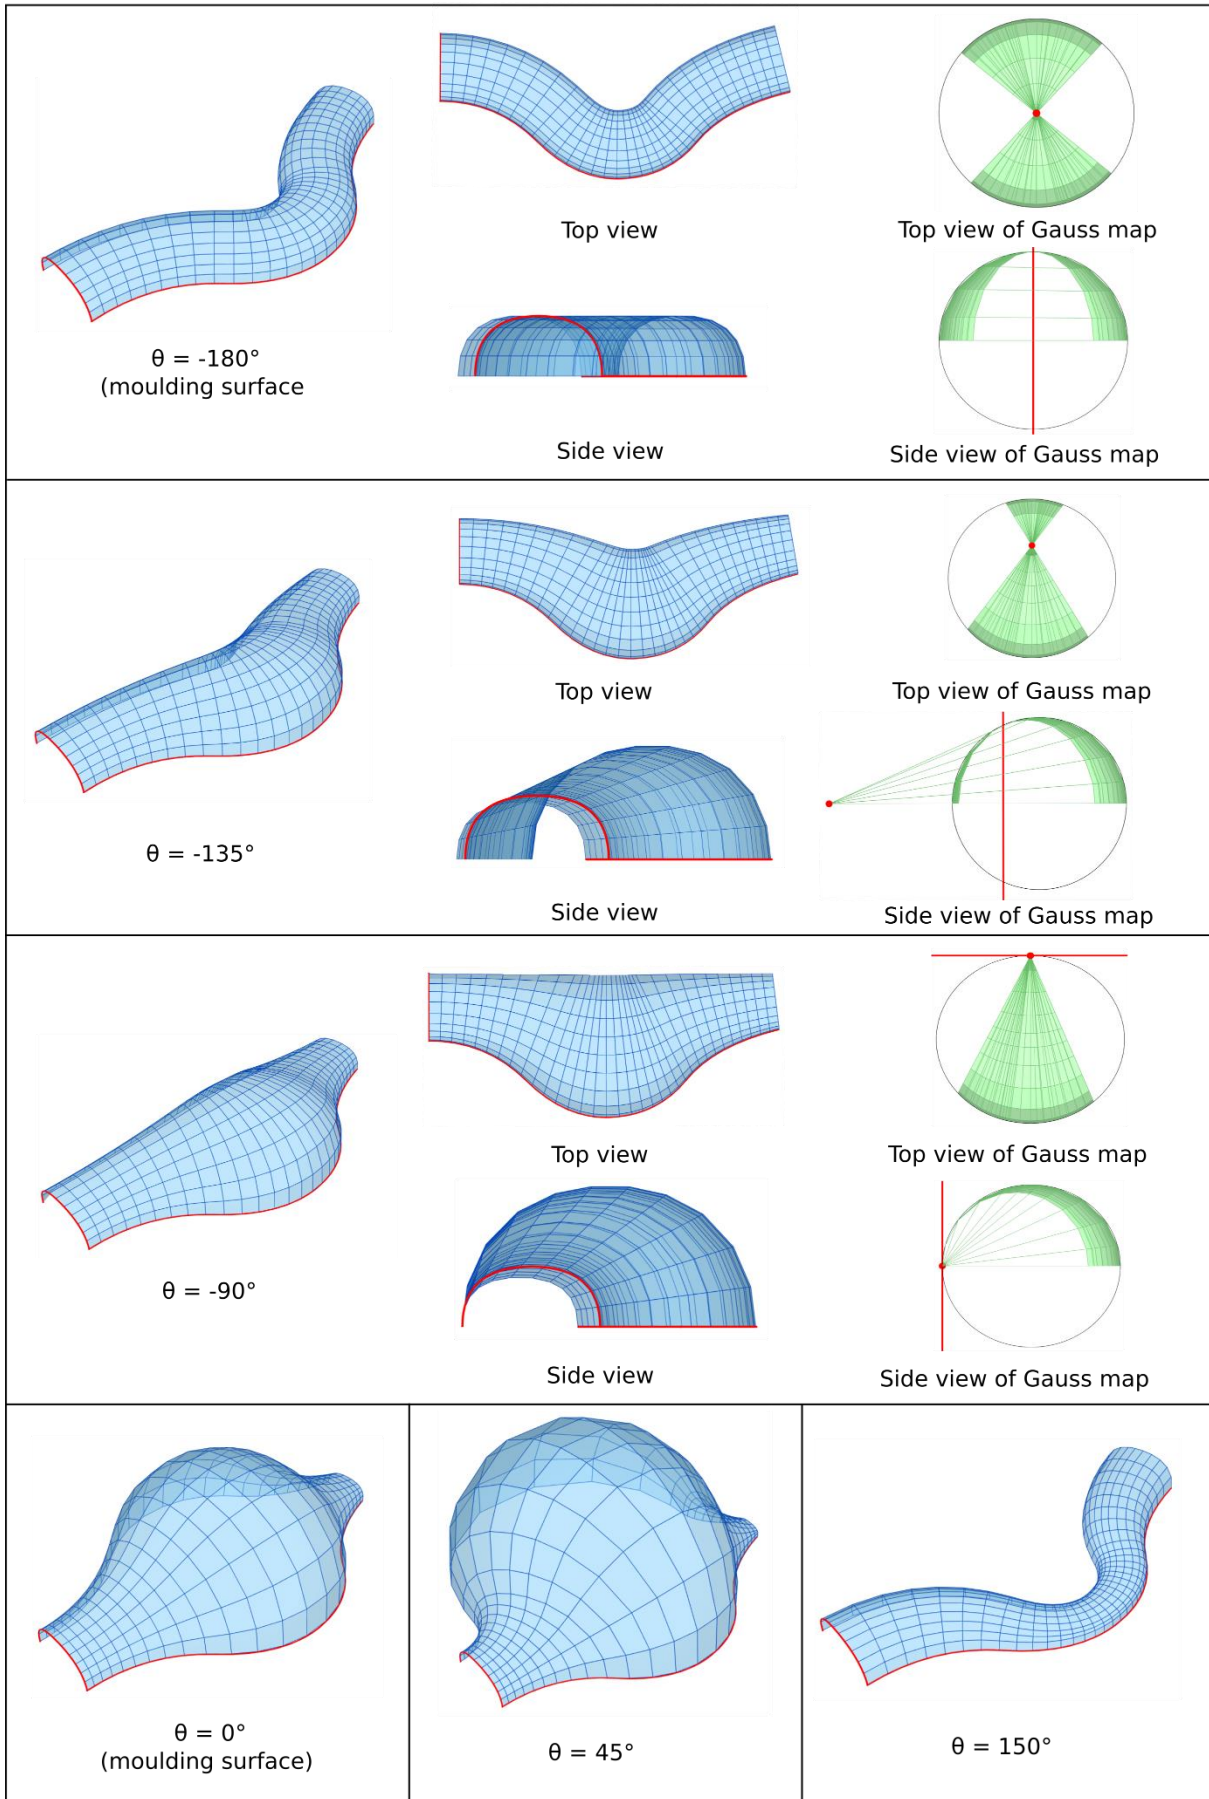 Top view
Top view of Gauss map
θ = -180°
(moulding surface
Side view
Side view of Gauss map
Top view
Top view of Gauss map
θ = -135°
Side view
Side view of Gauss map
Top view
Top view of Gauss map
θ = -90°
Side view
Side view of Gauss map
θ = 0°
(moulding surface)
θ = 45°
θ = 150°